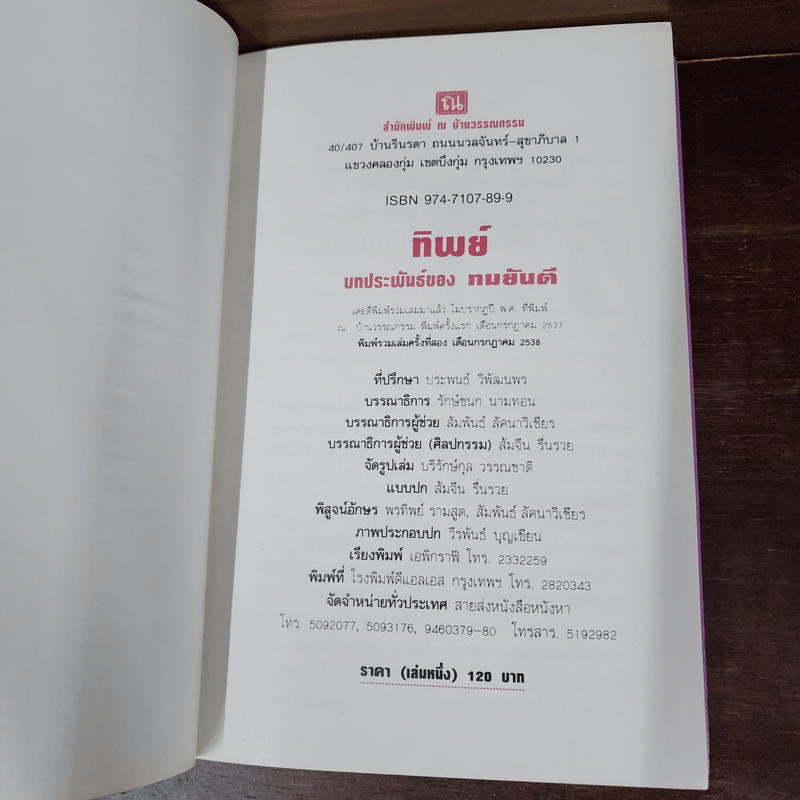 ณ
สำนักพิมพ์ ณ บ้านวรรณกรรม
40/407 บ้านรินรดา ถนนนวลจันทร์-สุขาภิบาล 1
แขวงคลองกุ่ม เขตบึงกุ่ม กรุงเทพฯ 10230
ISBN 974-7107-89-9
ทิพย์
บทประพันธ์ของ ทมยันตี
เคยตีพิมพ์รวมเล่มมาแล้ว ไม่ปรากฏปี พ.ศ. ที่พิมพ์
ณ บ้านวรรณกรรม พิมพ์ครั้งแรก เดือนกรกฎาคม 2537
พิมพ์รวมเล่มครั้งที่สอง เดือนกรกฎาคม 2538
ที่ปรึกษา ประพนธ์ วิพัฒนพร
บรรณาธิการ รักษ์ชนก นามทอน
บรรณาธิการผู้ช่วย สัมพันธ์ ลัคนาวิเชียร
บรรณาธิการผู้ช่วย (ศิลปกรรม) ส้มจีน รื่นรวย
จัดรูปเล่ม บริรักษ์กุล วรรณชาติ
แบบปก ส้มจีน รื่นรวย
พิสูจน์อักษร พรทิพย์ รามสูต, สัมพันธ์ ลัคนาวิเชียร
ภาพประกอบปก วีรพันธ์ บุญเขียน
เรียงพิมพ์ เอพิกราฟิ โทร. 2332259
พิมพ์ที่ โรงพิมพ์ดีแอลเอส กรุงเทพฯ โทร. 2820343
จัดจำหน่ายทั่วประเทศ สายส่งหนังสือหนังหา
โทร. 5092077, 5093176, 9460379-80 โทรสาร. 5192982
ราคา (เล่มหนึ่ง) 120 บาท